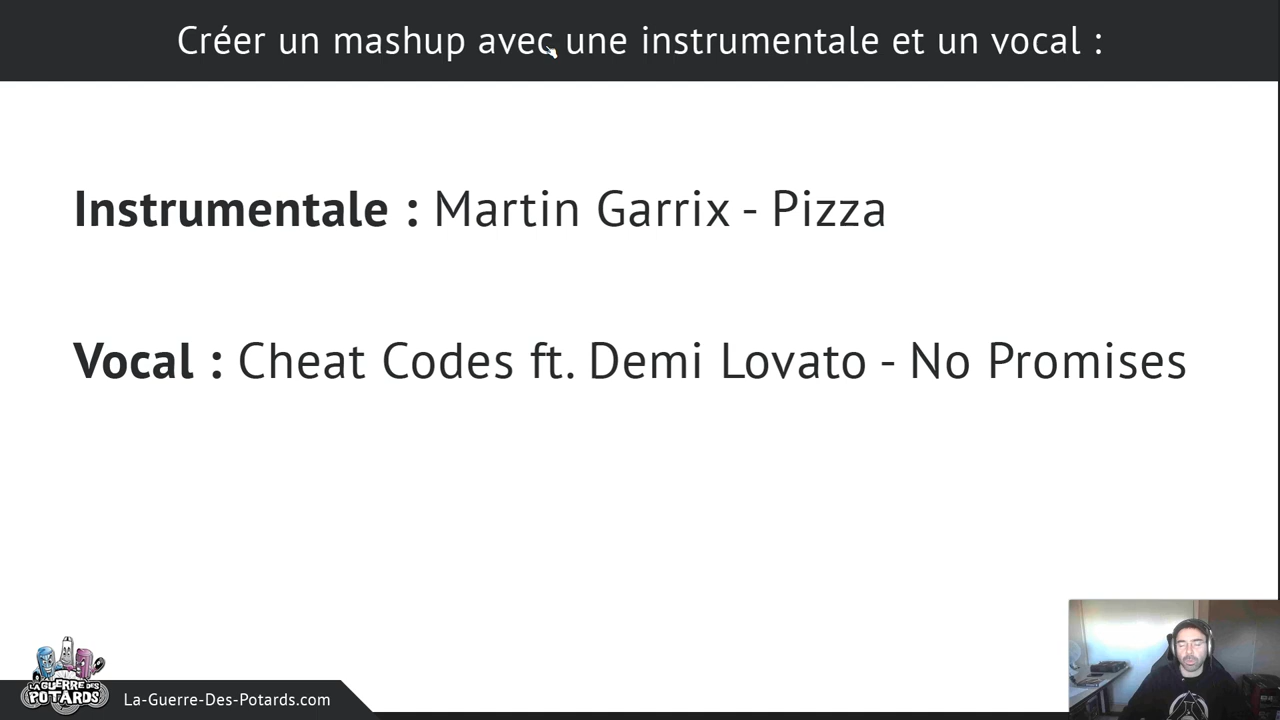 Créer un mashup avec une instrumentale et un vocal :
Instrumentale : Martin Garrix - Pizza
Vocal : Cheat Codes ft. Demi Lovato - No Promises
LA GUERRE DES
POTARDS
La-Guerre-Des-Potards.com